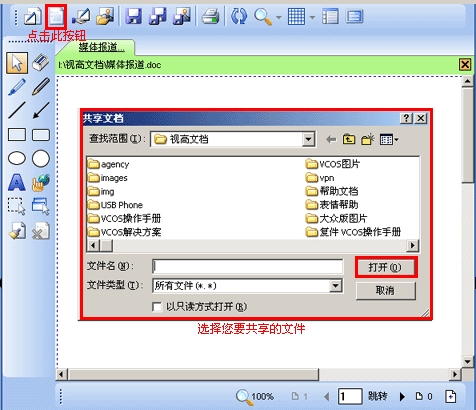 点击此按钮
媒体报道...
I:\视高文档\媒体报道.doc
共享文档
查找范围(I):
视高文档
agency
images
img
USB Phone
VCOS操作手册
VCOS解决方案
VCOS图片
vpn
帮助文档
表情帮助
大众版图片
复件 VCOS操作手册
文件名(N):
打开(O)
文件类型(T):
所有文件(*.*)
取消
以只读方式打开(R)
选择您要共享的文件
100%
1
1
跳转
0